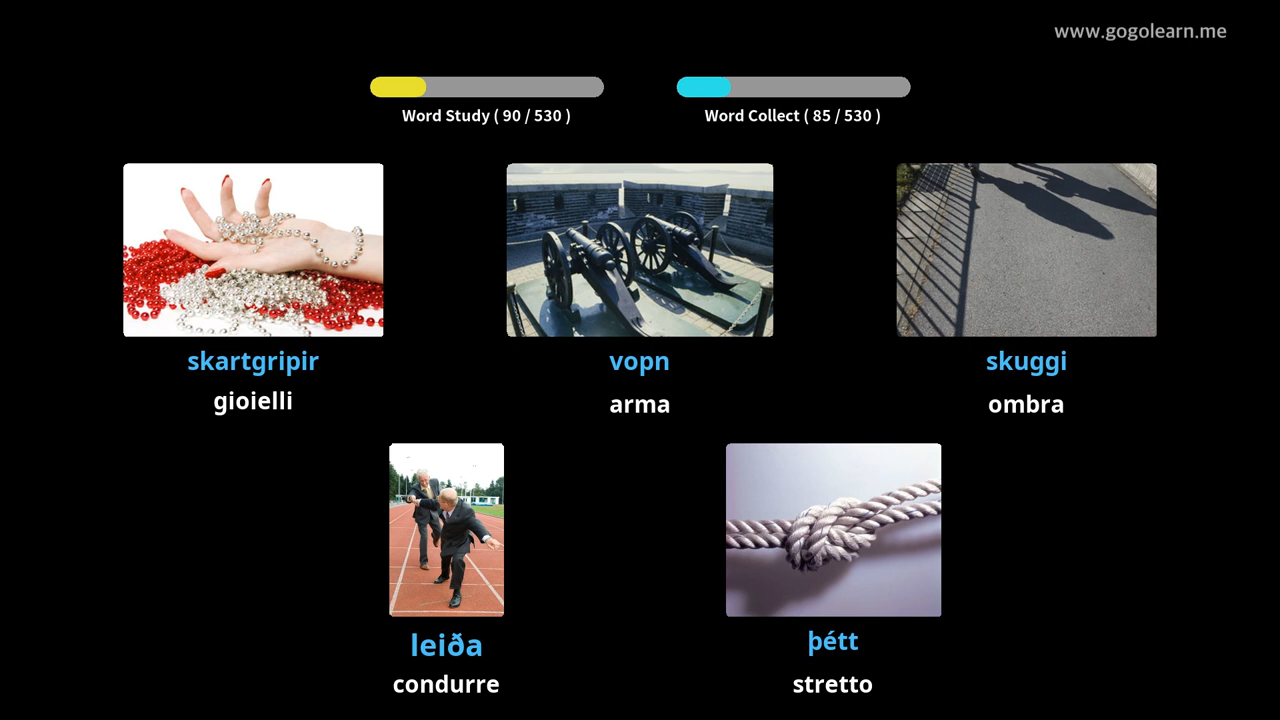 www.gogolearn.me
Word Study ( 90 / 530 )
Word Collect ( 85 / 530 )
skartgripir
gioielli
vopn
arma
skuggi
ombra
leiða
condurre
þétt
stretto